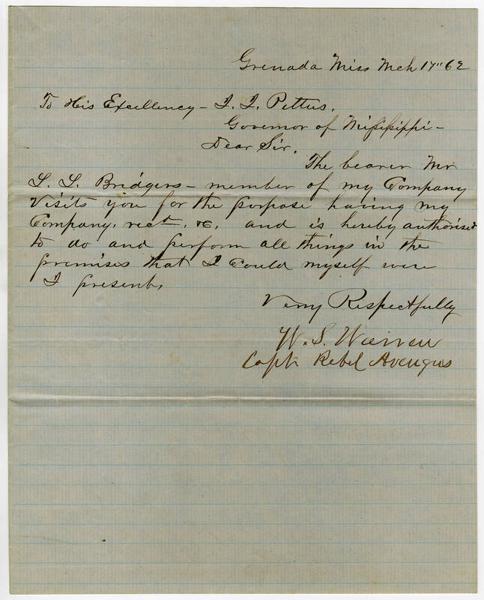 Grenada Miss Mch 17" 62
To His Excellency - J. J. Pettus,
Governor of Missisippi -
Dear Sir.
The bearer Mr
L. L. Bridgers - member of my Company
visits you for the purpose having my
Company, rect, &c, and is hereby authorised
to do and perform all things in the
premises that I could myself were
I present,
Very Respectfully
W. S. Warren
Capt. Rebel Avengers